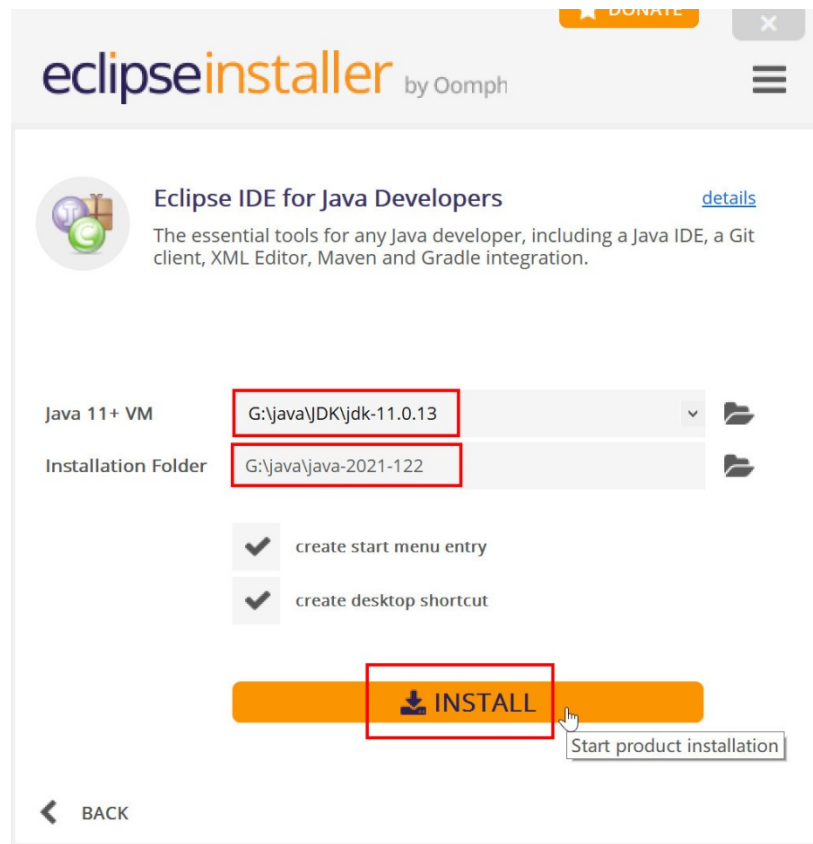 DONATE
eclipseinstaller by Oomph
Eclipse IDE for Java Developers details
The essential tools for any Java developer, including a Java IDE, a Git
client, XML Editor, Maven and Gradle integration.
Java 11+ VM G:\java\JDK\jdk-11.0.13
Installation Folder G:\java\java-2021-122
create start menu entry
create desktop shortcut
INSTALL
Start product installation
BACK